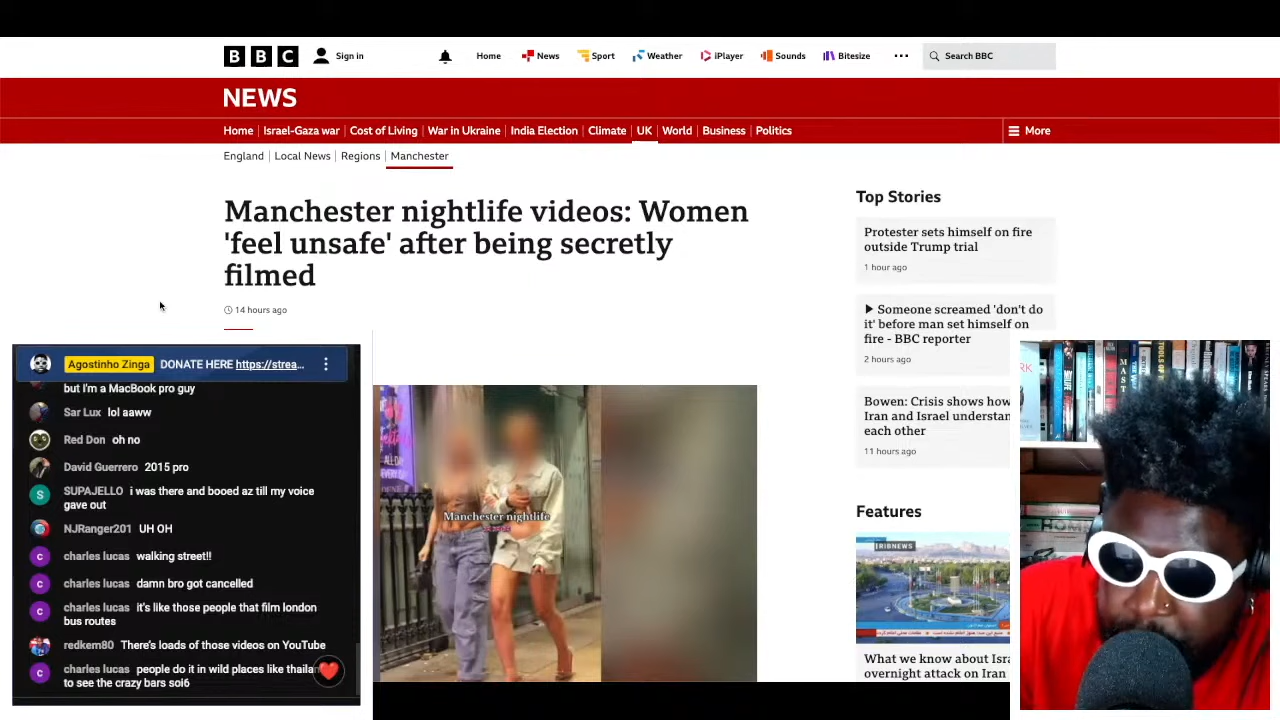 BBC
Sign in
Home
News
Sport
Weather
iPlayer
Sounds
Bitesize
Search BBC
NEWS
Home
Israel-Gaza war
Cost of Living
War in Ukraine
India Election
Climate
UK
World
Business
Politics
More
England
Local News
Regions
Manchester
Manchester nightlife videos: Women
'feel unsafe' after being secretly
filmed
14 hours ago
Manchester nightlife
Top Stories
Protester sets himself on fire
outside Trump trial
1 hour ago
Someone screamed 'don't do
it' before man set himself on
fire - BBC reporter
2 hours ago
Bowen: Crisis shows how
Iran and Israel understan
each other
11 hours ago
Features
IRIBNEWS
What we know about Isra
overnight attack on Iran
Agostinho Zinga DONATE HERE https://strea...
but I'm a MacBook pro guy
Sar Lux lol aaww
Red Don oh no
David Guerrero 2015 pro
SUPAJELLO i was there and booed az till my voice
gave out
NJRanger201 UH OH
charles lucas walking street!!
charles lucas damn bro got cancelled
charles lucas it's like those people that film london
bus routes
redkem80 There's loads of those videos on YouTube
charles lucas people do it in wild places like thaila
to see the crazy bars soi6